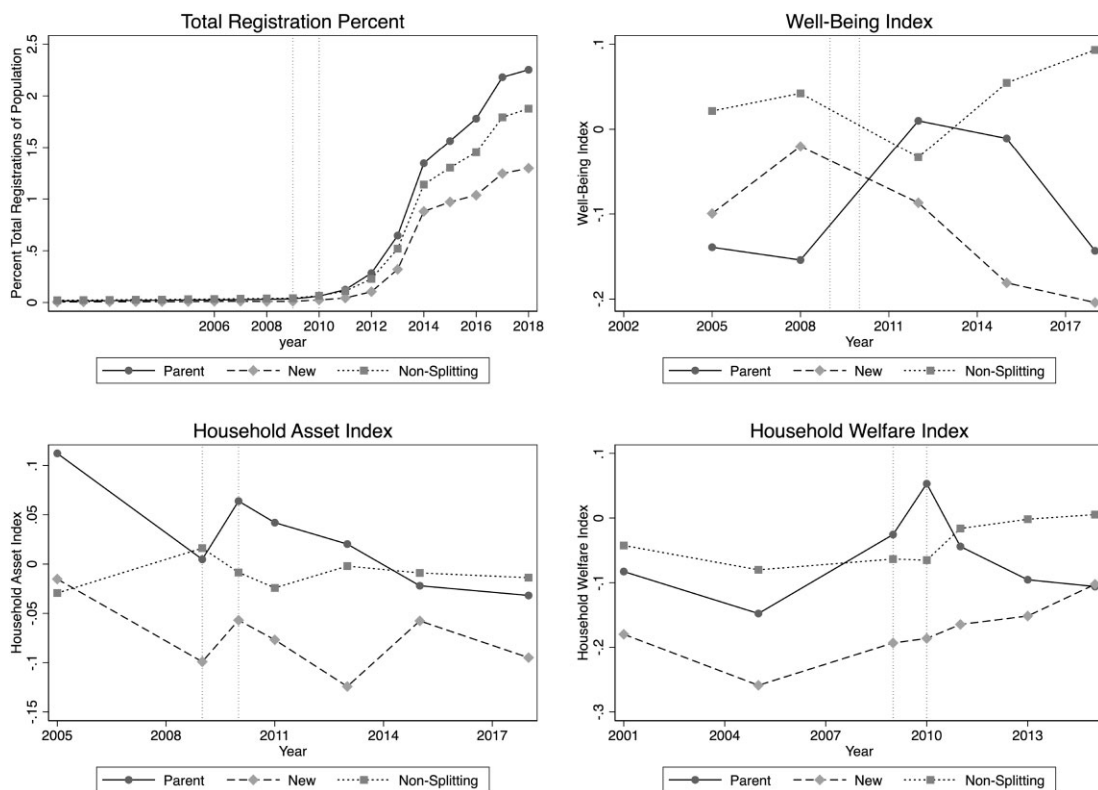 Total Registration Percent
Percent Total Registrations of Population
0 .5 1 1.5 2 2.5
2006 2008 2010 2012 2014 2016 2018
year
Parent New Non-Splitting
Well-Being Index
Well-Being Index
-.2 -.1 0 .1
2002 2005 2008 2011 2014 2017
Year
Parent New Non-Splitting
Household Asset Index
Household Asset Index
-.15 -.1 -.05 0 .05 .1
2005 2008 2011 2014 2017
Year
Parent New Non-Splitting
Household Welfare Index
Household Welfare Index
-.3 -.2 -.1 0 .1
2001 2004 2007 2010 2013
Year
Parent New Non-Splitting